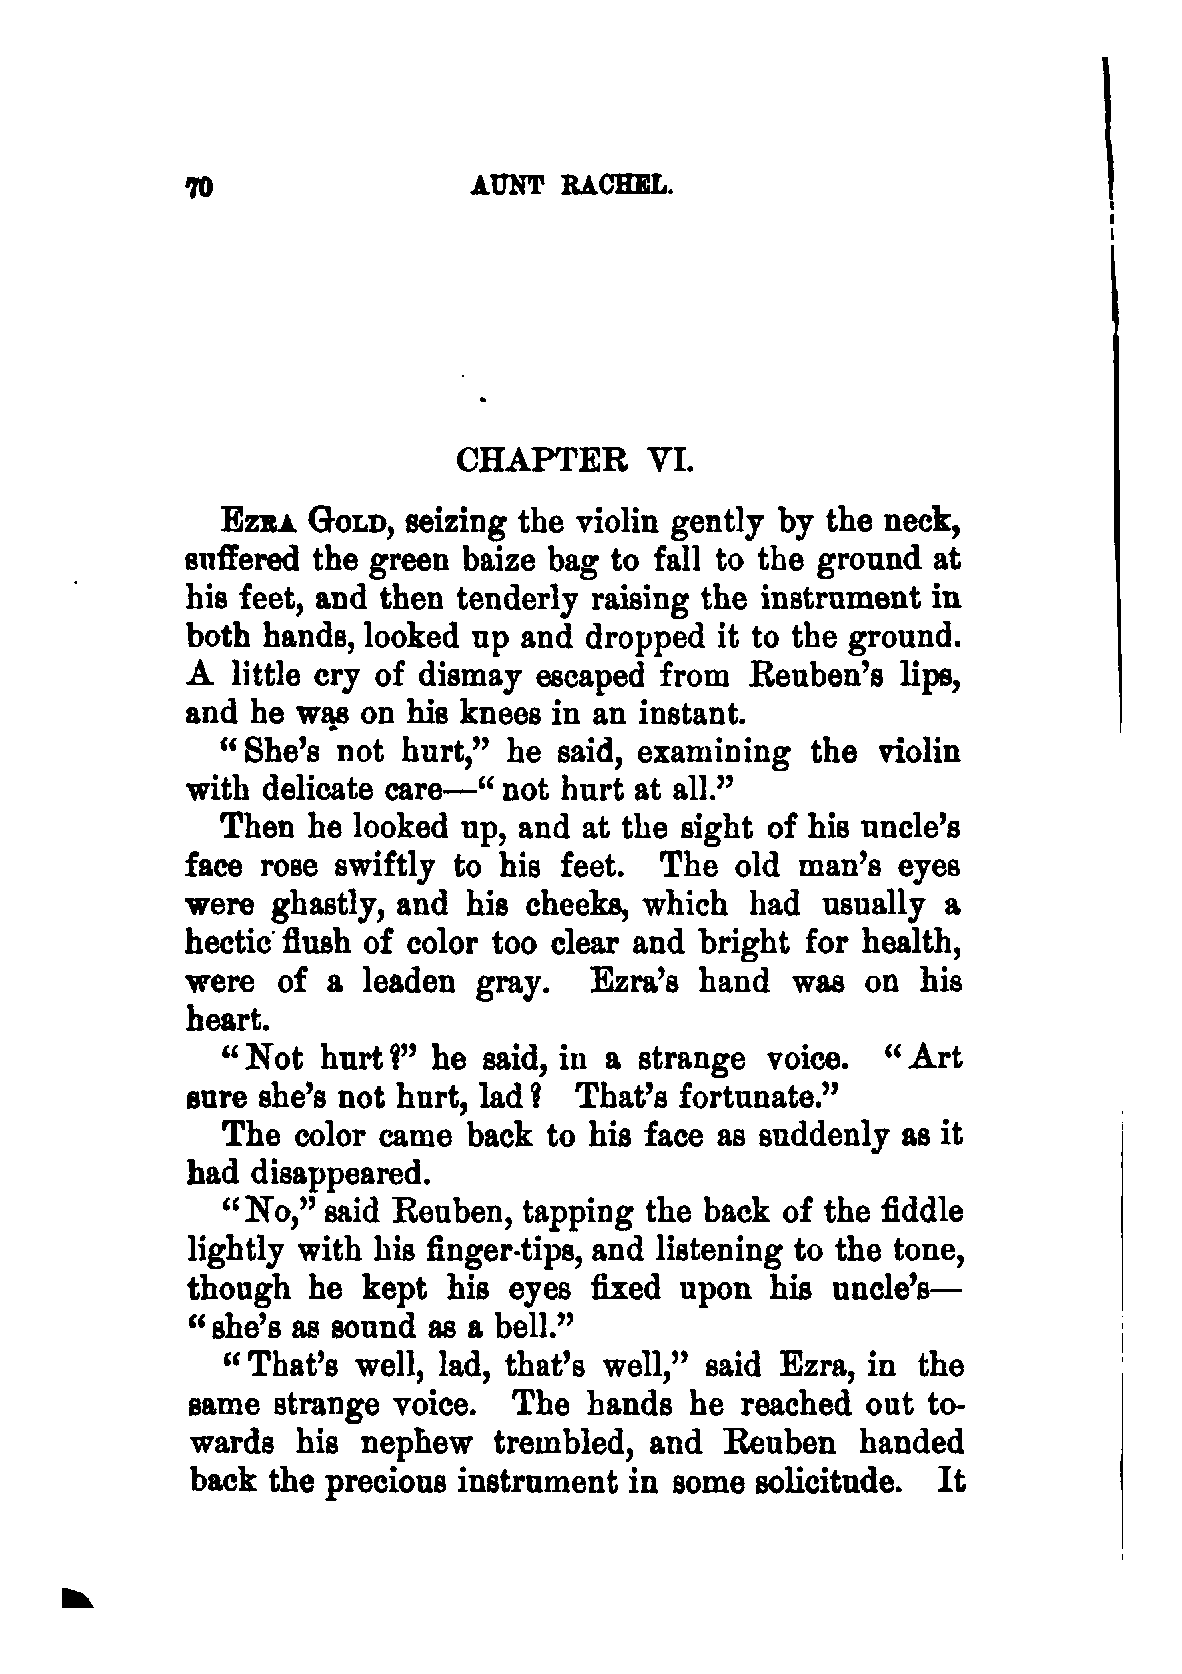 70 AUNT RACHEL.
CHAPTER VI.
EZRA GOLD, seizing the violin gently by the neck,
suffered the green baize bag to fall to the ground at
his feet, and then tenderly raising the instrument in
both hands, looked up and dropped it to the ground.
A little cry of dismay escaped from Reuben's lips,
and he was on his knees in an instant.
"She's not hurt," he said, examining the violin
with delicate care—"not hurt at all."
Then he looked up, and at the sight of his uncle's
face rose swiftly to his feet. The old man's eyes
were ghastly, and his cheeks, which had usually a
hectic flush of color too clear and bright for health,
were of a leaden gray. Ezra's hand was on his
heart.
"Not hurt?" he said, in a strange voice. "Art
sure she's not hurt, lad? That's fortunate."
The color came back to his face as suddenly as it
had disappeared.
"No," said Reuben, tapping the back of the fiddle
lightly with his finger-tips, and listening to the tone,
though he kept his eyes fixed upon his uncle's—
"she's as sound as a bell."
"That's well, lad, that's well," said Ezra, in the
same strange voice. The hands he reached out to-
wards his nephew trembled, and Reuben handed
back the precious instrument in some solicitude. It